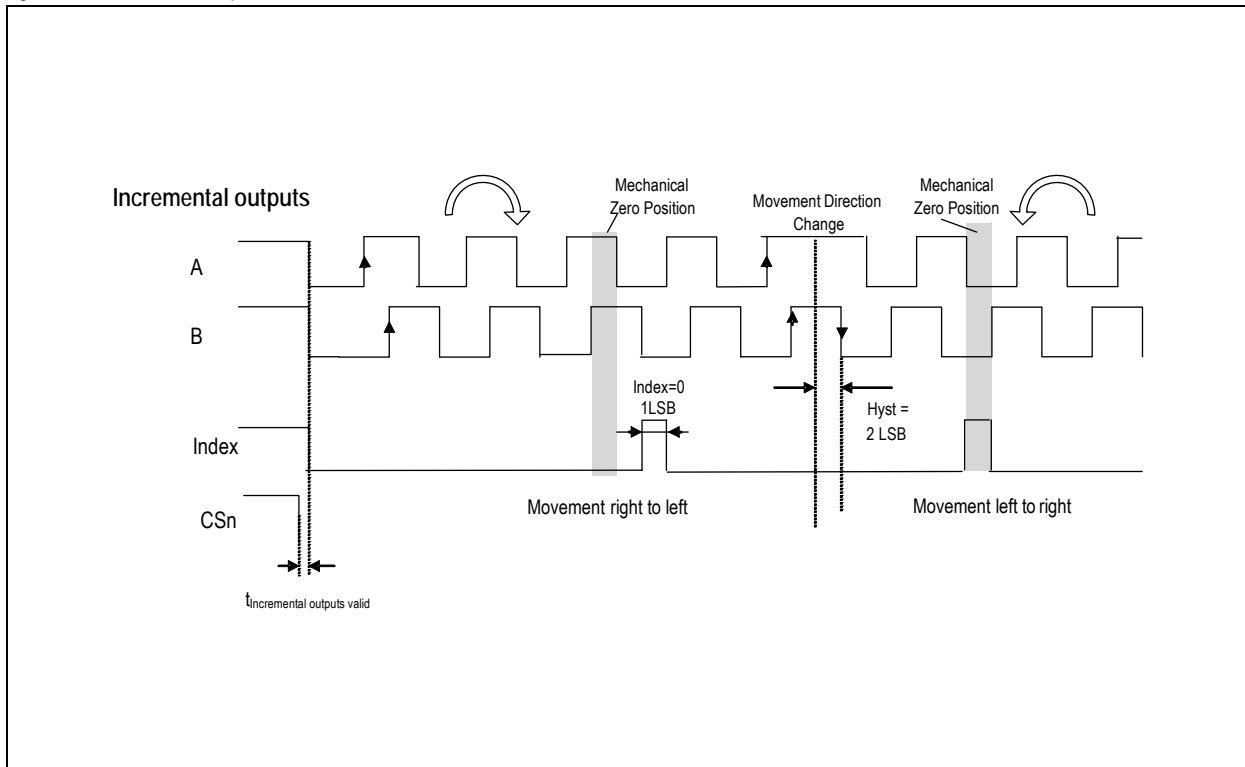 Incremental outputs
Mechanical
Zero Position
Movement Direction
Change
Mechanical
Zero Position
A
B
Index=0
1LSB
Hyst =
2 LSB
Index
Movement right to left
Movement left to right
CSn
tIncremental outputs valid